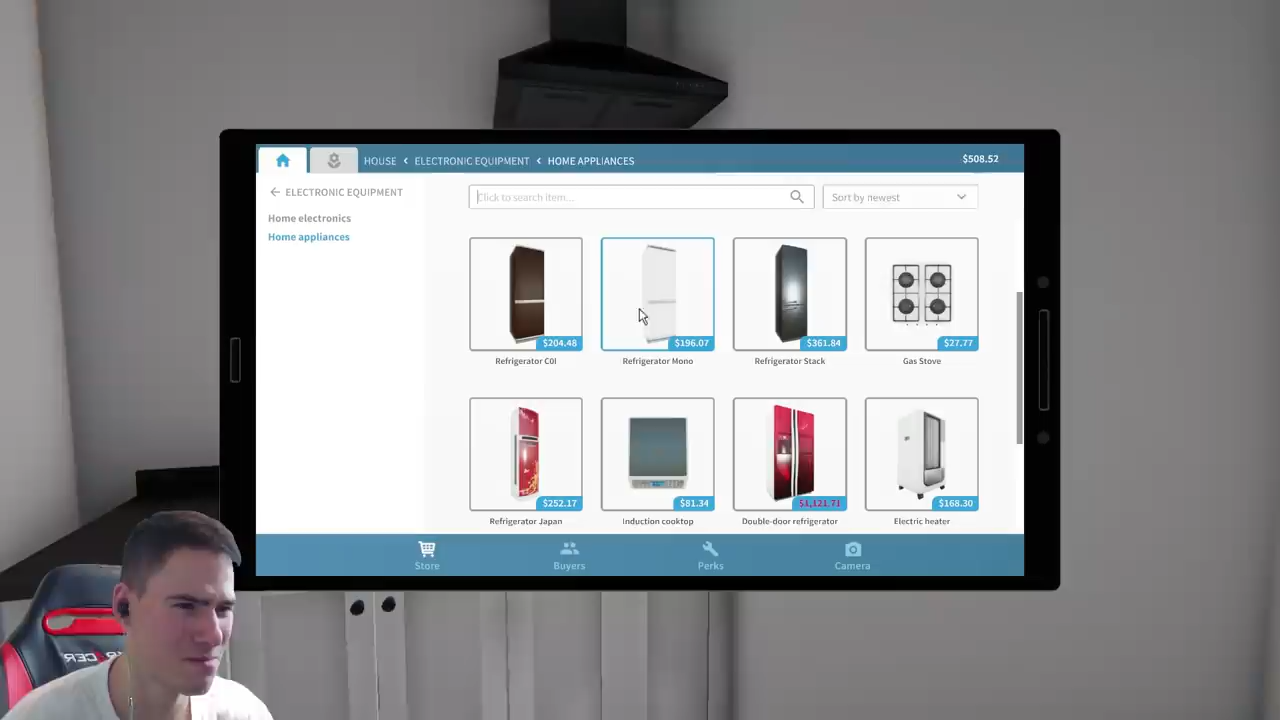 HOUSE < ELECTRONIC EQUIPMENT < HOME APPLIANCES
$508.52
ELECTRONIC EQUIPMENT
Home electronics
Home appliances
Click to search item...
Sort by newest
$204.48
$196.07
$361.84
$27.77
Refrigerator C0I
Refrigerator Mono
Refrigerator Stack
Gas Stove
$252.17
$81.34
$1,121.71
$168.30
Refrigerator Japan
Induction cooktop
Double-door refrigerator
Electric heater
Store
Buyers
Perks
Camera